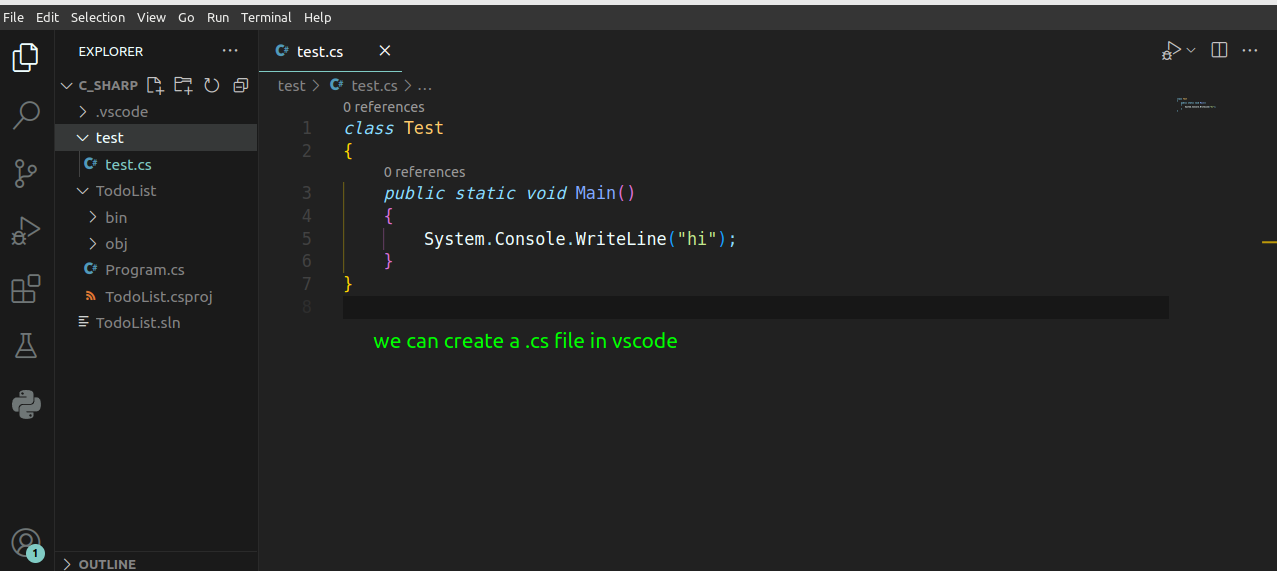 File Edit Selection View Go Run Terminal Help
EXPLORER ...
C_SHARP
.vscode
test
test.cs
TodoList
bin
obj
Program.cs
TodoList.csproj
TodoList.sln
1
OUTLINE
C# test.cs
test > C# test.cs > ...
0 references
1 class Test
2 {
0 references
3 public static void Main()
4 {
5 System.Console.WriteLine("hi");
6 }
7 }
8
we can create a .cs file in vscode